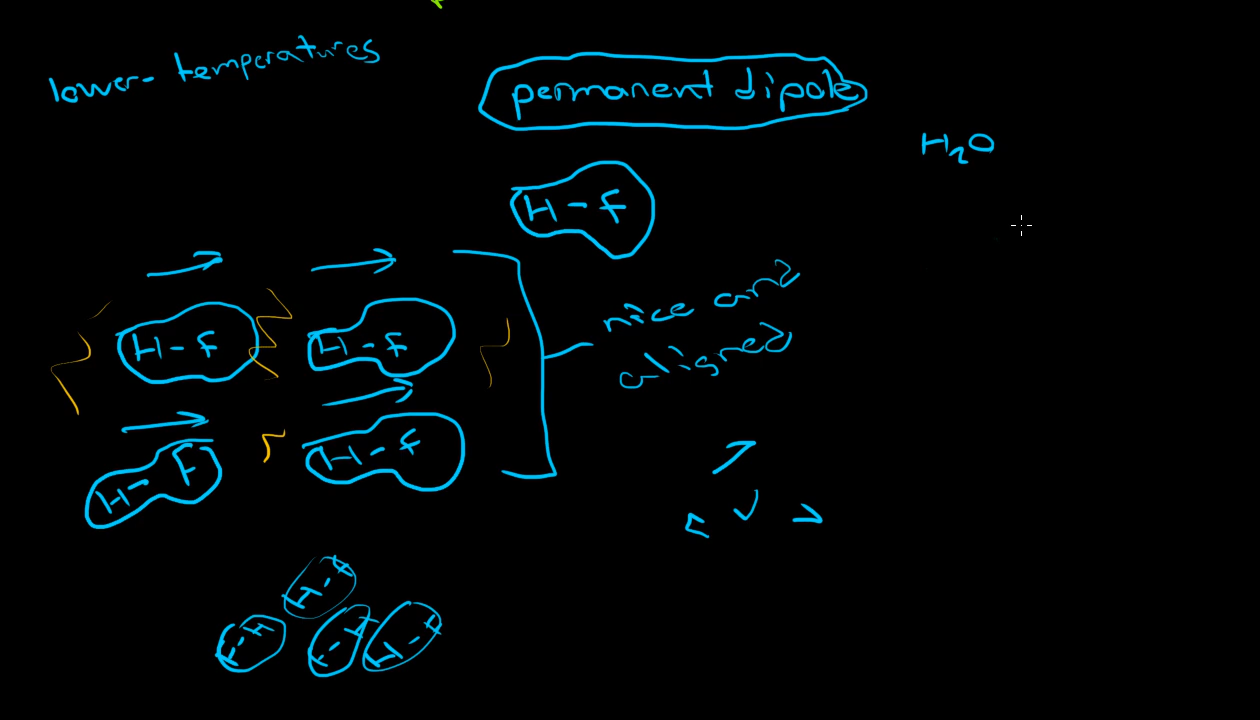 lower- temperatures
permanent dipole
H₂O
H-F
nice and
aligned
H-F H-F
H-F H-F
H-F
F-H F-H H-F